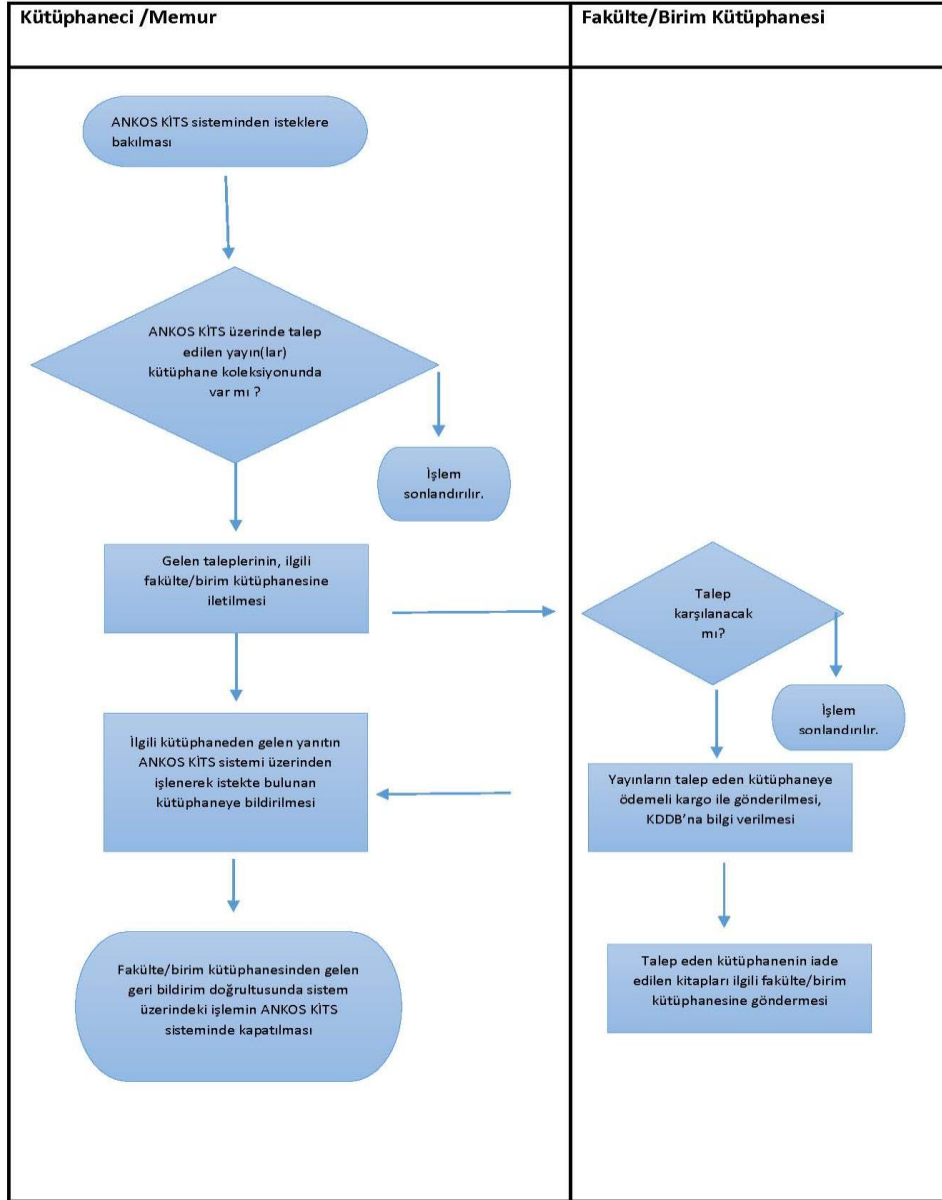 Kütüphaneci /Memur
Fakülte/Birim Kütüphanesi
ANKOS KİTS sisteminden isteklere
bakılması
ANKOS KİTS üzerinde talep
edilen yayın(lar)
kütüphane koleksiyonunda
var mı ?
İşlem
sonlandırılır.
Gelen taleplerinin, ilgili
fakülte/birim kütüphanesine
iletilmesi
Talep
karşılanacak
mı?
İşlem
sonlandırılır.
İlgili kütüphaneden gelen yanıtın
ANKOS KİTS sistemi üzerinden
işlenerek istekte bulunan
kütüphaneye bildirilmesi
Yayınların talep eden kütüphaneye
ödemeli kargo ile gönderilmesi,
KDDB’na bilgi verilmesi
Fakülte/birim kütüphanesinden gelen
geri bildirim doğrultusunda sistem
üzerindeki işlemin ANKOS KİTS
sisteminde kapatılması
Talep eden kütüphanenin iade
edilen kitapları ilgili fakülte/birim
kütüphanesine göndermesi